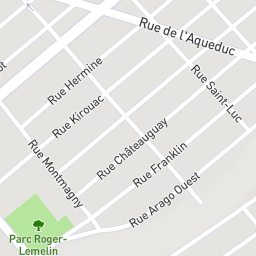 Rue de l'Aqueduc
Rue Hermine
Rue Saint-Luc
Rue Kirouac
Rue Châteauguay
Rue Montmagny
Rue Franklin
Rue Arago Ouest
Parc Roger-
Lemelin